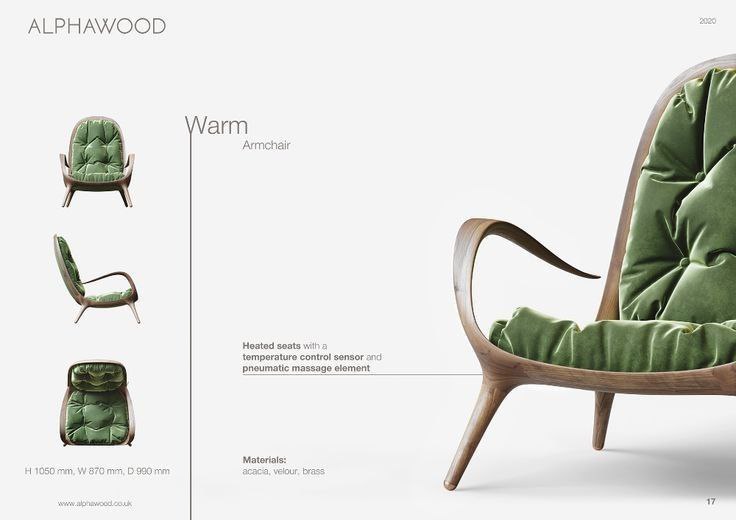 ALPHAWOOD
2020
Warm
Armchair
Heated seats with a
temperature control sensor and
pneumatic massage element
Materials:
acacia, velour, brass
H 1050 mm, W 870 mm, D 990 mm
www.alphawood.co.uk
17